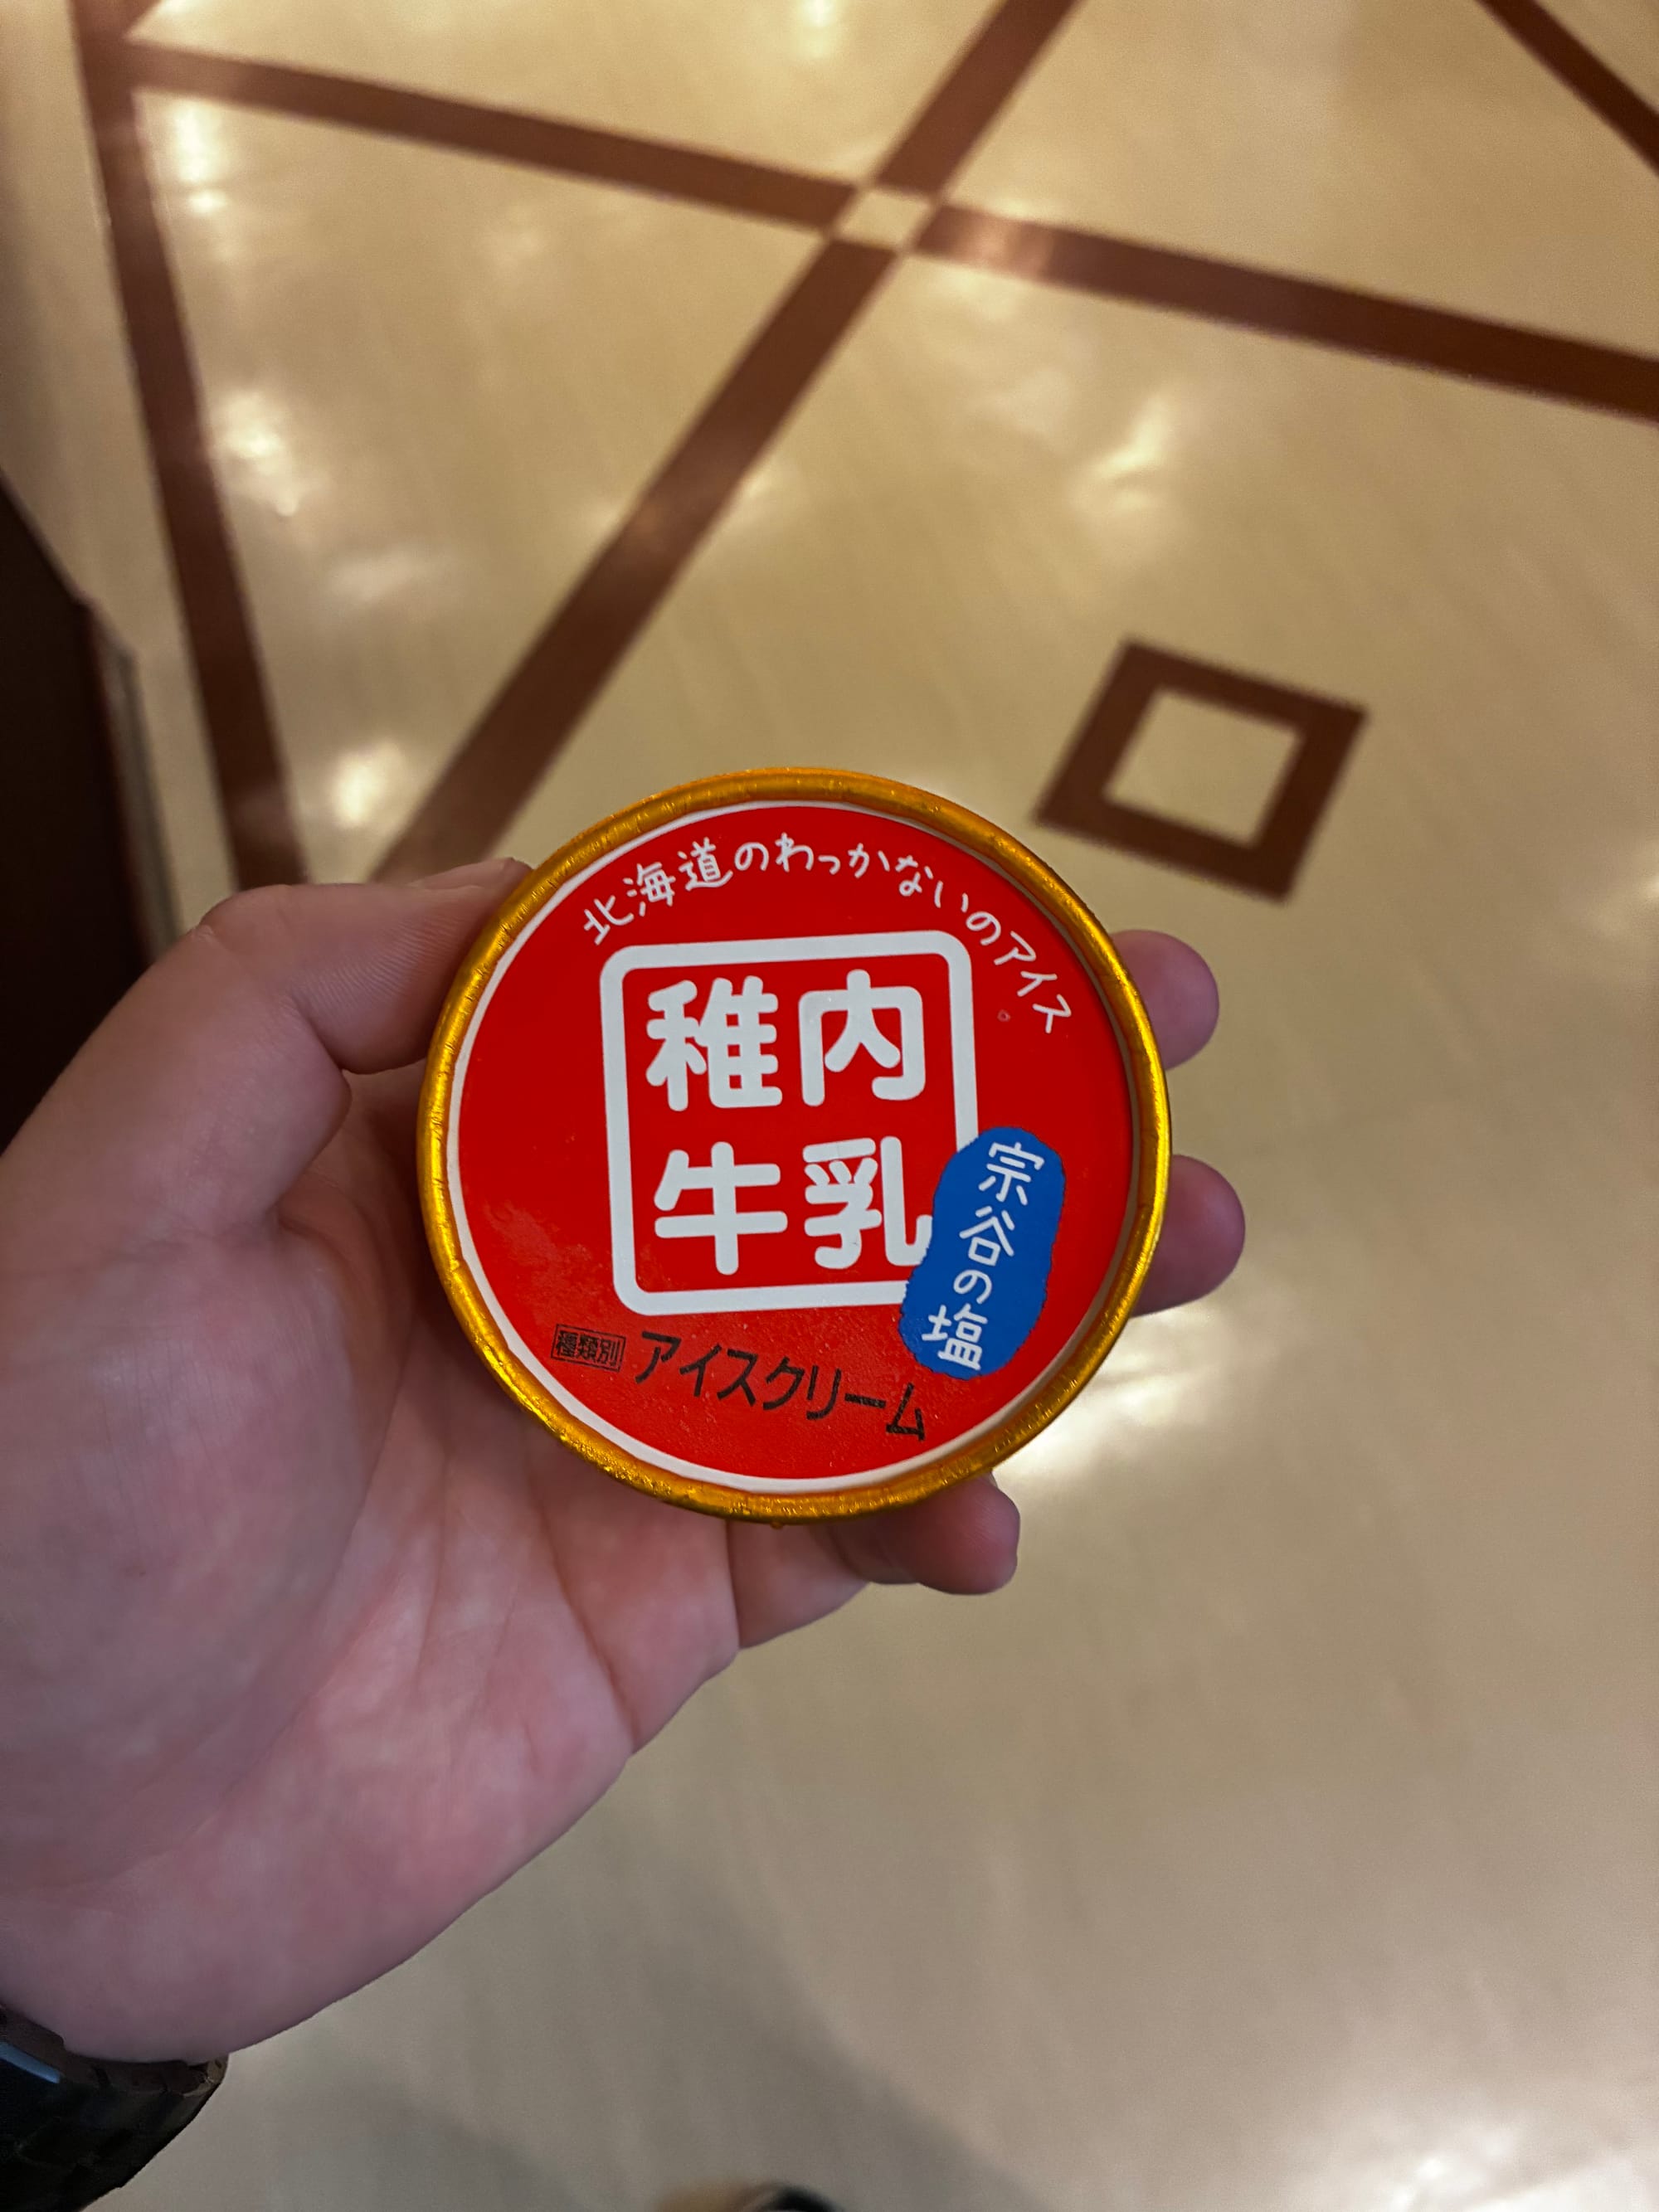 北海道のわっかないのアイス
稚内
牛乳
宗谷の塩
種類別 アイスクリーム